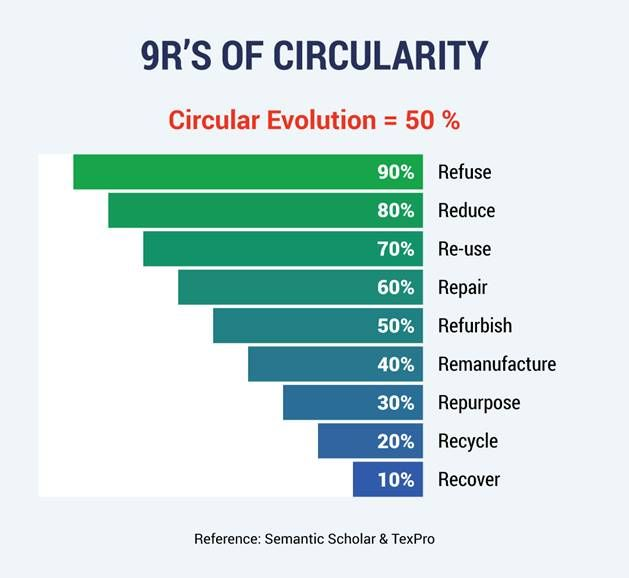 9R'S OF CIRCULARITY
Circular Evolution = 50 %
90% Refuse
80% Reduce
70% Re-use
60% Repair
50% Refurbish
40% Remanufacture
30% Repurpose
20% Recycle
10% Recover
Reference: Semantic Scholar & TexPro